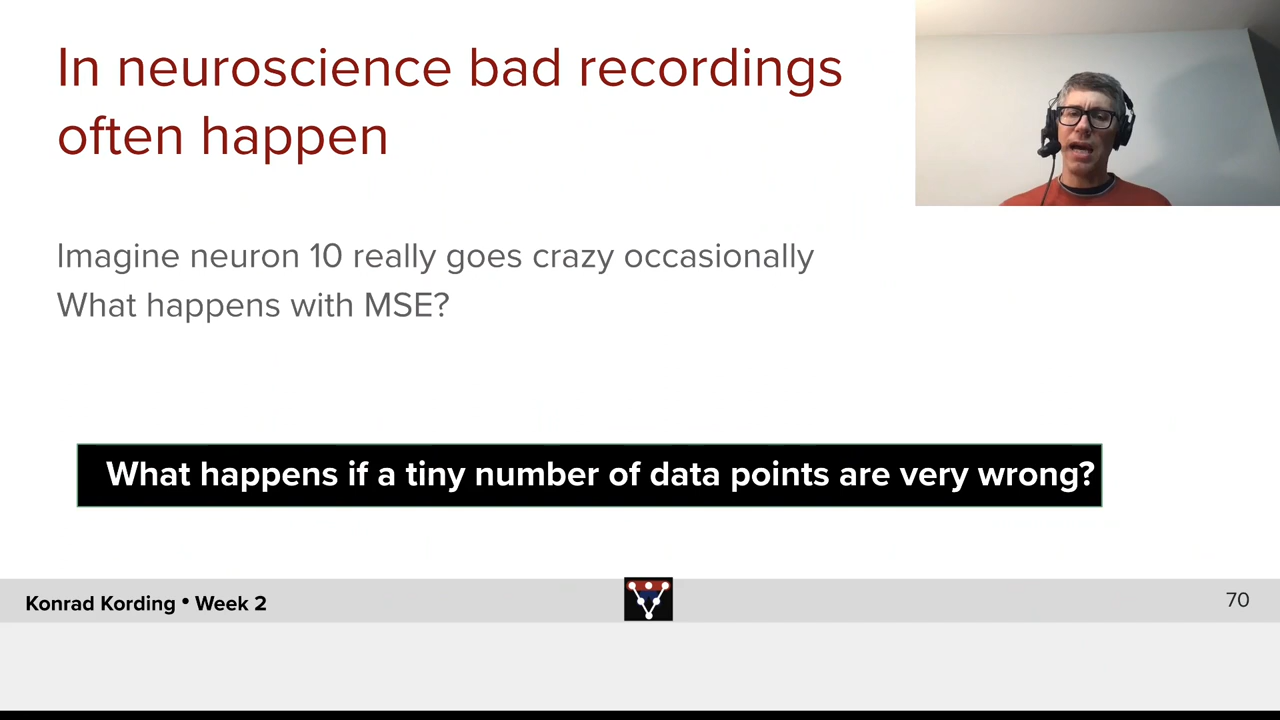 In neuroscience bad recordings
often happen
Imagine neuron 10 really goes crazy occasionally
What happens with MSE?
What happens if a tiny number of data points are very wrong?
Konrad Kording • Week 2
70